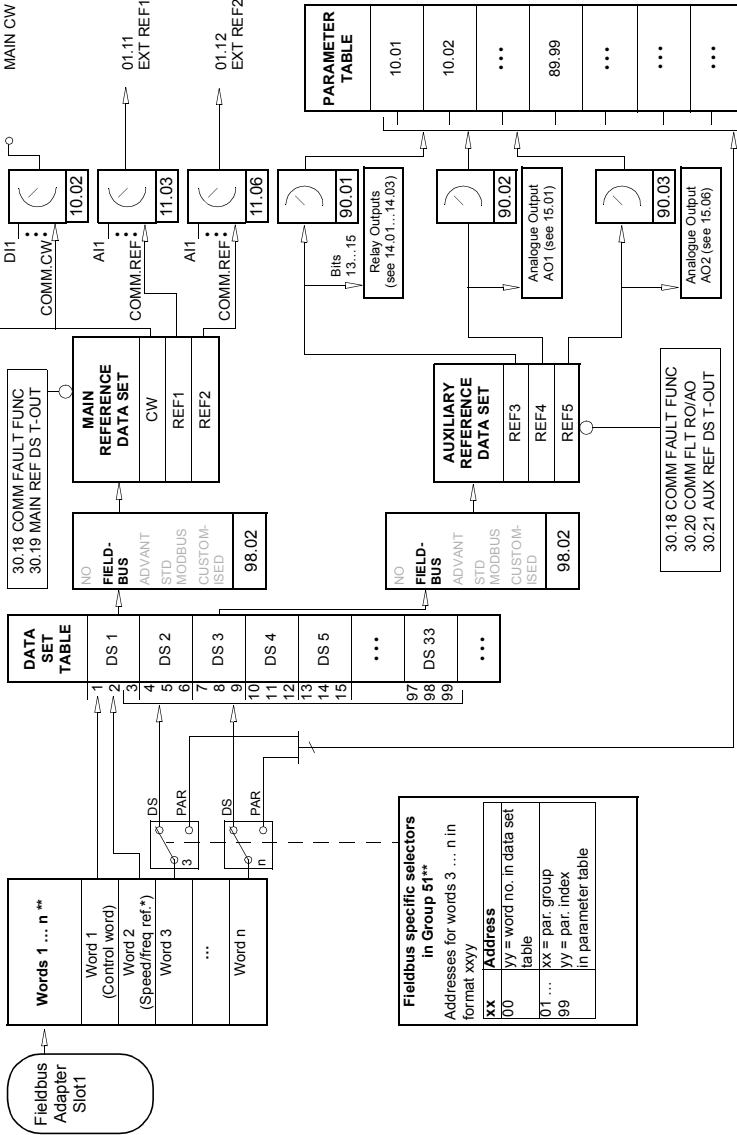 Fieldbus
Adapter
Slot1
Words 1 … n **
Word 1
(Control word)
Word 2
(Speed/freq ref.*)
Word 3
...
Word n
3
DS
PAR
n
DS
PAR
Fieldbus specific selectors
in Group 51**
Addresses for words 3 … n in
format xxyy
xx Address
00 yy = word no. in data set
table
01 … xx = par. group
99 yy = par. index
in parameter table
DATA
SET
TABLE
1
2
3
DS 1
4
5
6
DS 2
7
8
9
DS 3
10
11
12
DS 4
13
14
15
DS 5
• • •
97
98
99
DS 33
• • •
NO
FIELD-
BUS
ADVANT
STD
MODBUS
CUSTOM-
ISED
98.02
NO
FIELD-
BUS
ADVANT
STD
MODBUS
CUSTOM-
ISED
98.02
30.18 COMM FAULT FUNC
30.19 MAIN REF DS T-OUT
MAIN
REFERENCE
DATA SET
CW
REF1
REF2
AUXILIARY
REFERENCE
DATA SET
REF3
REF4
REF5
30.18 COMM FAULT FUNC
30.20 COMM FLT RO/AO
30.21 AUX REF DS T-OUT
DI1
COMM.CW
10.02
MAIN CW
AI1
COMM.REF
11.03
01.11
EXT REF1
AI1
COMM.REF
11.06
01.12
EXT REF2
Bits
13…15
Relay Outputs
(see 14.01…14.03)
90.01
Analogue Output
AO1 (see 15.01)
90.02
Analogue Output
AO2 (see 15.06)
90.03
PARAMETER
TABLE
10.01
10.02
• • •
89.99
• • •
• • •
• • •